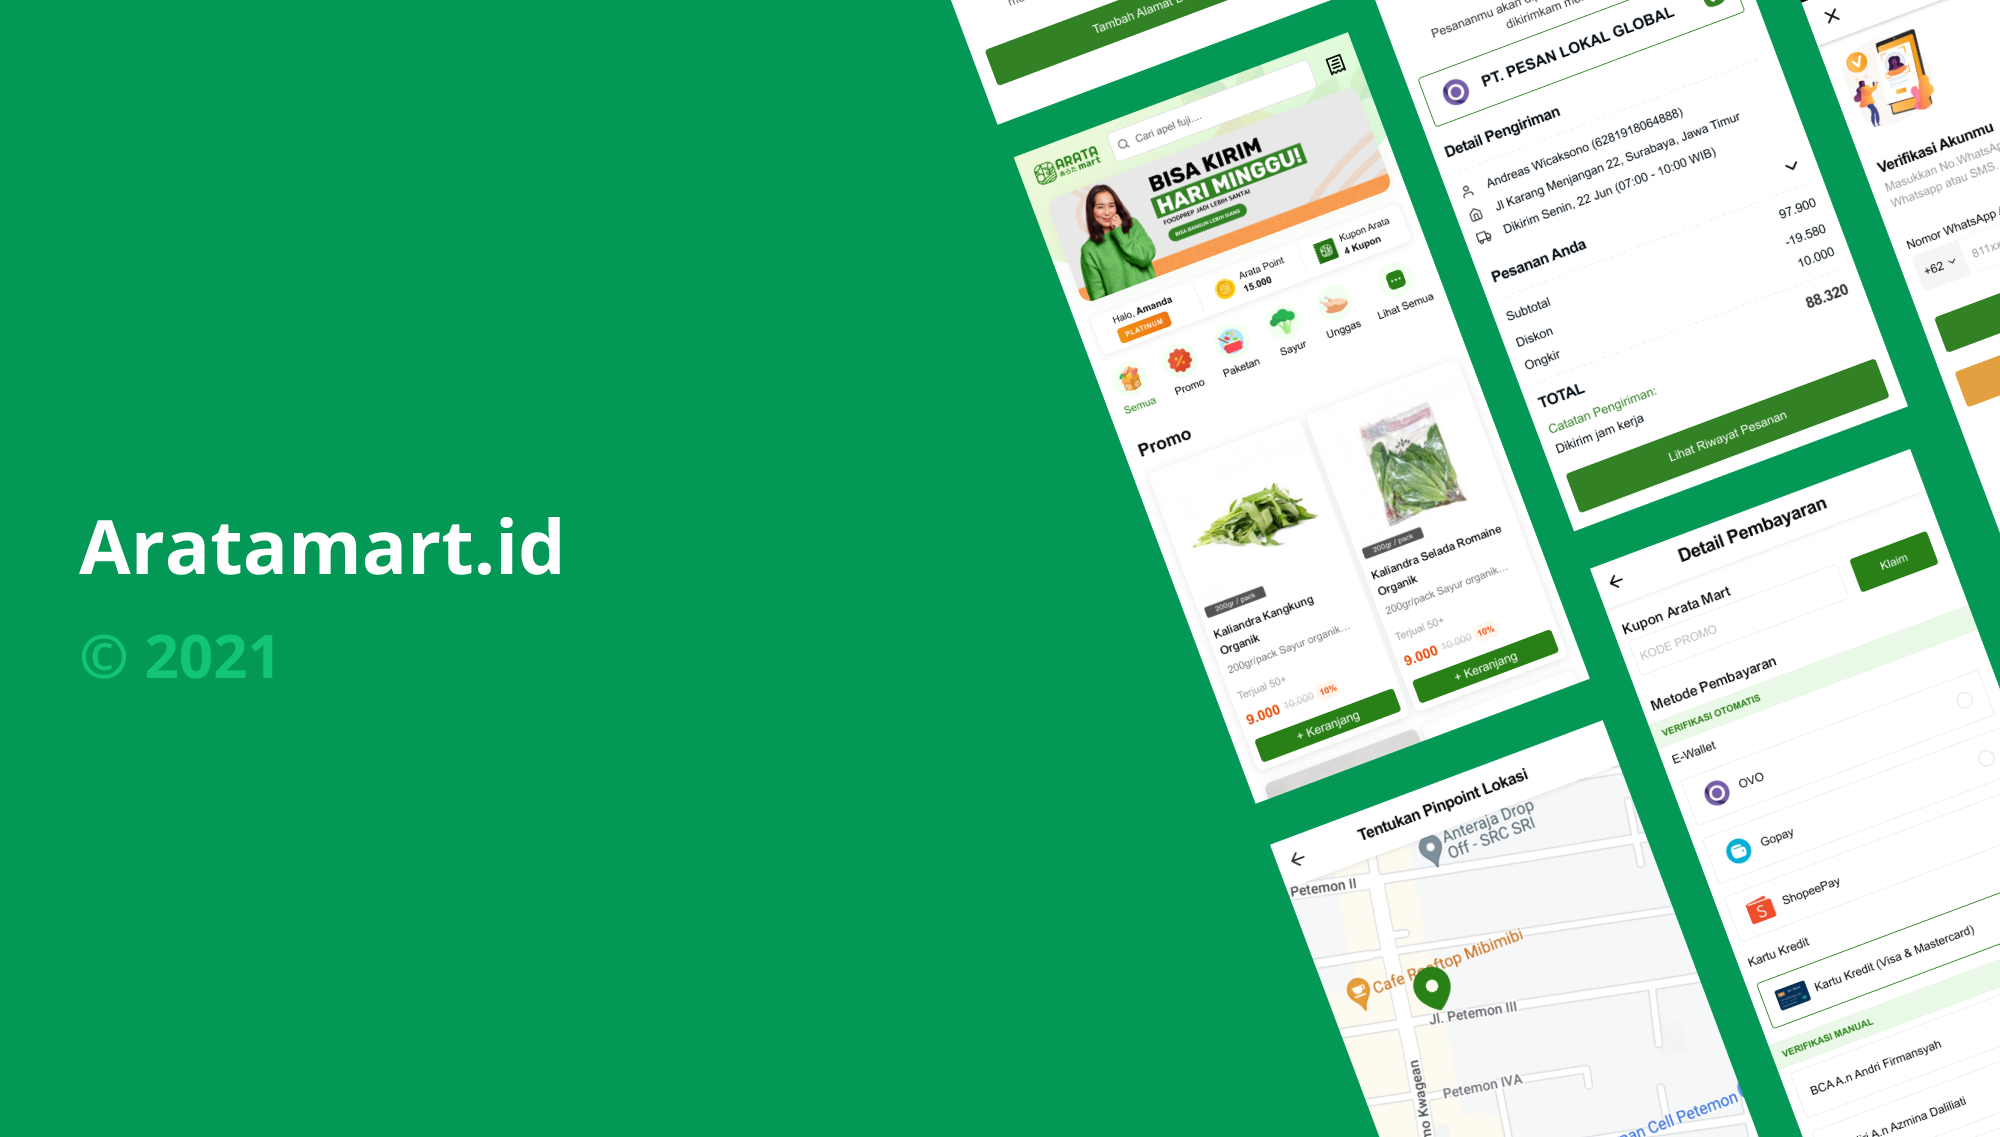 Aratamart.id
© 2021
Tambah Alamat
ARATA
あらた mart
Cari apel fuji....
BISA KIRIM
HARI MINGGU!
FOODPREP JADI LEBIH SANTAI
BISA BANGUN LEBIH SIANG
Halo, Amanda
PLATINUM
Arata Point
15.000
Kupon Arata
4 Kupon
Semua
Promo
Paketan
Sayur
Unggas
Lihat Semua
Promo
200gr / pack
Kaliandra Kangkung
Organik
200gr/pack Sayur organik...
Terjual 50+
9.000 10.000 10%
+ Keranjang
200gr / pack
Kaliandra Selada Romaine
Organik
200gr/pack Sayur organik...
Terjual 50+
9.000 10.000 10%
+ Keranjang
Tentukan Pinpoint Lokasi
Anteraja Drop
Off - SRC SRI
Petemon II
Cafe Rooftop Mibimibi
Jl. Petemon III
Petemon IVA
Kwagean
Cell Petemon
Pesananmu akan
dikirimkam
PT. PESAN LOKAL GLOBAL
Detail Pengiriman
Andreas Wicaksono (6281918064888)
Jl Karang Menjangan 22, Surabaya, Jawa Timur
Dikirim Senin, 22 Jun (07:00 - 10:00 WIB)
Pesanan Anda
Subtotal 97.900
Diskon -19.580
Ongkir 10.000
TOTAL 88.320
Catatan Pengiriman:
Dikirim jam kerja
Lihat Riwayat Pesanan
Detail Pembayaran
Kupon Arata Mart
KODE PROMO
Klaim
Metode Pembayaran
VERIFIKASI OTOMATIS
E-Wallet
OVO
Gopay
ShopeePay
Kartu Kredit
Kartu Kredit (Visa & Mastercard)
VERIFIKASI MANUAL
BCA A.n Andri Firmansyah
A.n Azmina Daliliati
Verifikasi Akunmu
Masukkan No.WhatsApp
Whatsapp atau SMS.
Nomor WhatsApp
+62
811xx